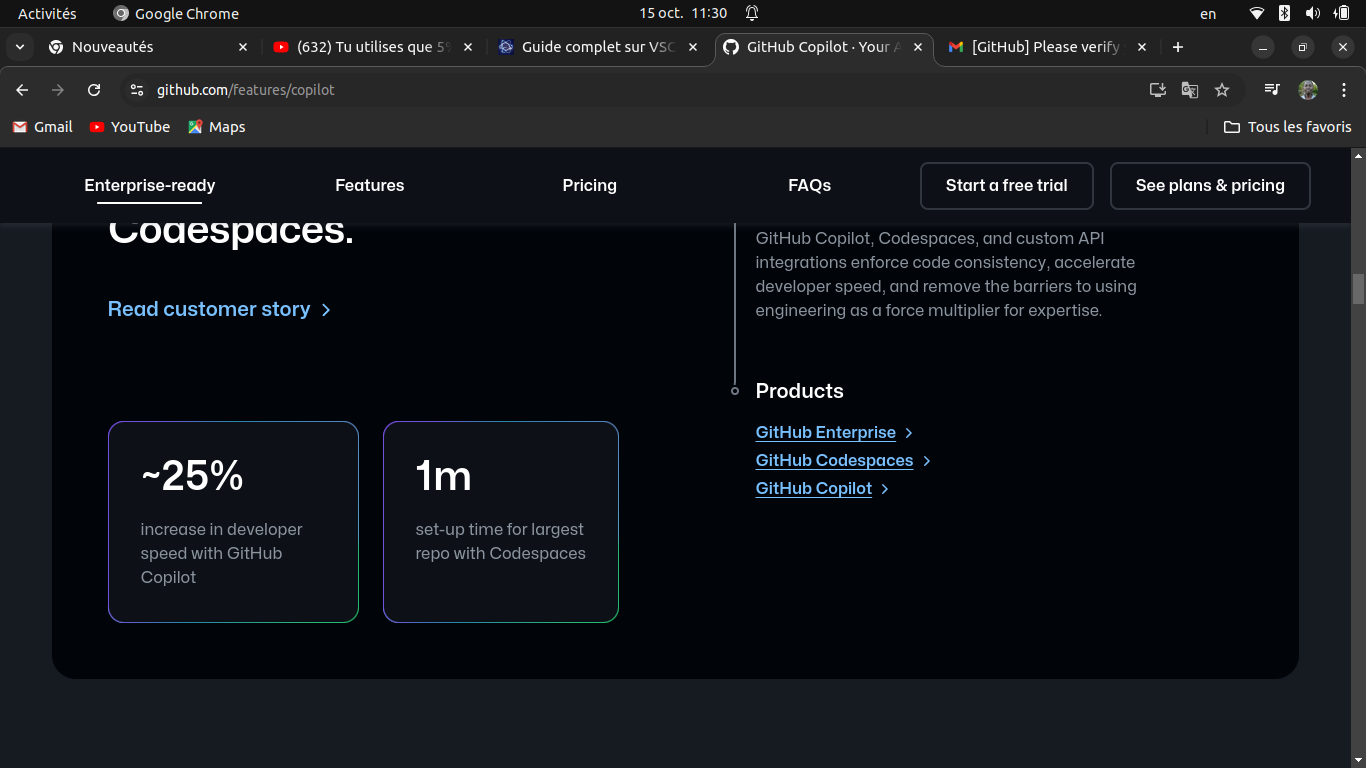 Activités
Google Chrome
15 oct. 11:30
en
Nouveautés
(632) Tu utilises que 5%
Guide complet sur VSC
GitHub Copilot · Your A
[GitHub] Please verify
github.com/features/copilot
Gmail
YouTube
Maps
Tous les favoris
Enterprise-ready
Features
Pricing
FAQs
Start a free trial
See plans & pricing
Codespaces.
Read customer story
~25%
increase in developer
speed with GitHub
Copilot
1m
set-up time for largest
repo with Codespaces
GitHub Copilot, Codespaces, and custom API
integrations enforce code consistency, accelerate
developer speed, and remove the barriers to using
engineering as a force multiplier for expertise.
Products
GitHub Enterprise
GitHub Codespaces
GitHub Copilot